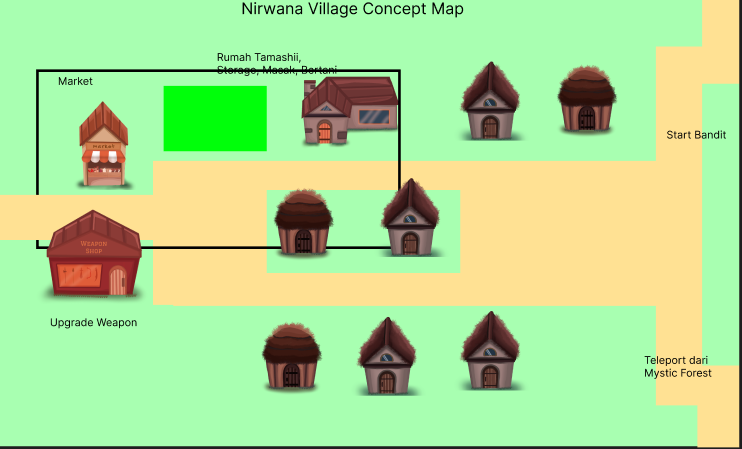 Nirwana Village Concept Map
Rumah Tamashii,
Storage, Masak, Bertani
Market
market
Start Bandit
WEAPON
SHOP
Upgrade Weapon
Teleport dari
Mystic Forest